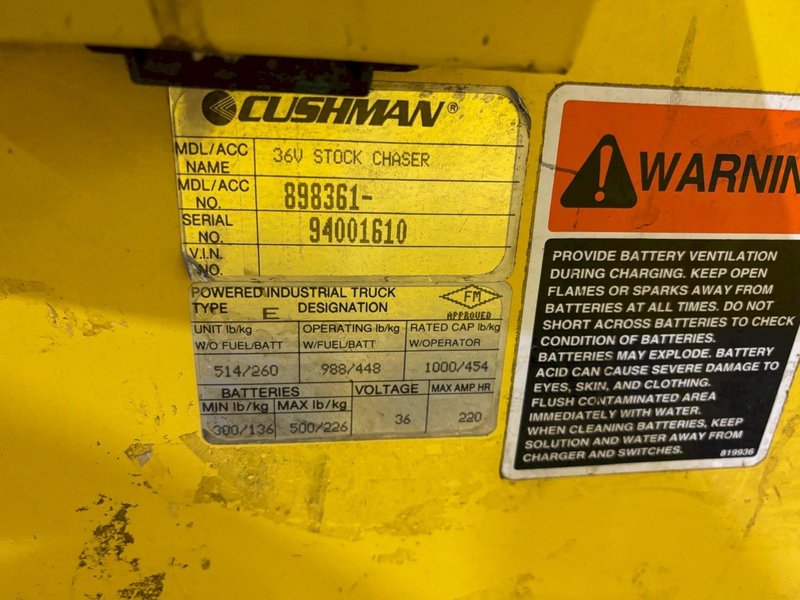 CUSHMAN®
MDL/ACC NAME 36V STOCK CHASER
MDL/ACC NO. 898361-
SERIAL NO. 94001610
V.I.N. NO.
POWERED INDUSTRIAL TRUCK
TYPE E DESIGNATION
FM
APPROVED
UNIT lb/kg OPERATING lb/kg RATED CAP lb/kg
W/O FUEL/BATT W/FUEL/BATT W/OPERATOR
514/260 988/448 1000/454
BATTERIES VOLTAGE MAX AMP HR
MIN lb/kg MAX lb/kg
300/136 500/226 36 220
WARNIN
PROVIDE BATTERY VENTILATION
DURING CHARGING. KEEP OPEN
FLAMES OR SPARKS AWAY FROM
BATTERIES AT ALL TIMES. DO NOT
SHORT ACROSS BATTERIES TO CHECK
CONDITION OF BATTERIES.
BATTERIES MAY EXPLODE. BATTERY
ACID CAN CAUSE SEVERE DAMAGE TO
EYES, SKIN, AND CLOTHING.
FLUSH CONTAMINATED AREA
IMMEDIATELY WITH WATER.
WHEN CLEANING BATTERIES, KEEP
SOLUTION AND WATER AWAY FROM
CHARGER AND SWITCHES. 819936